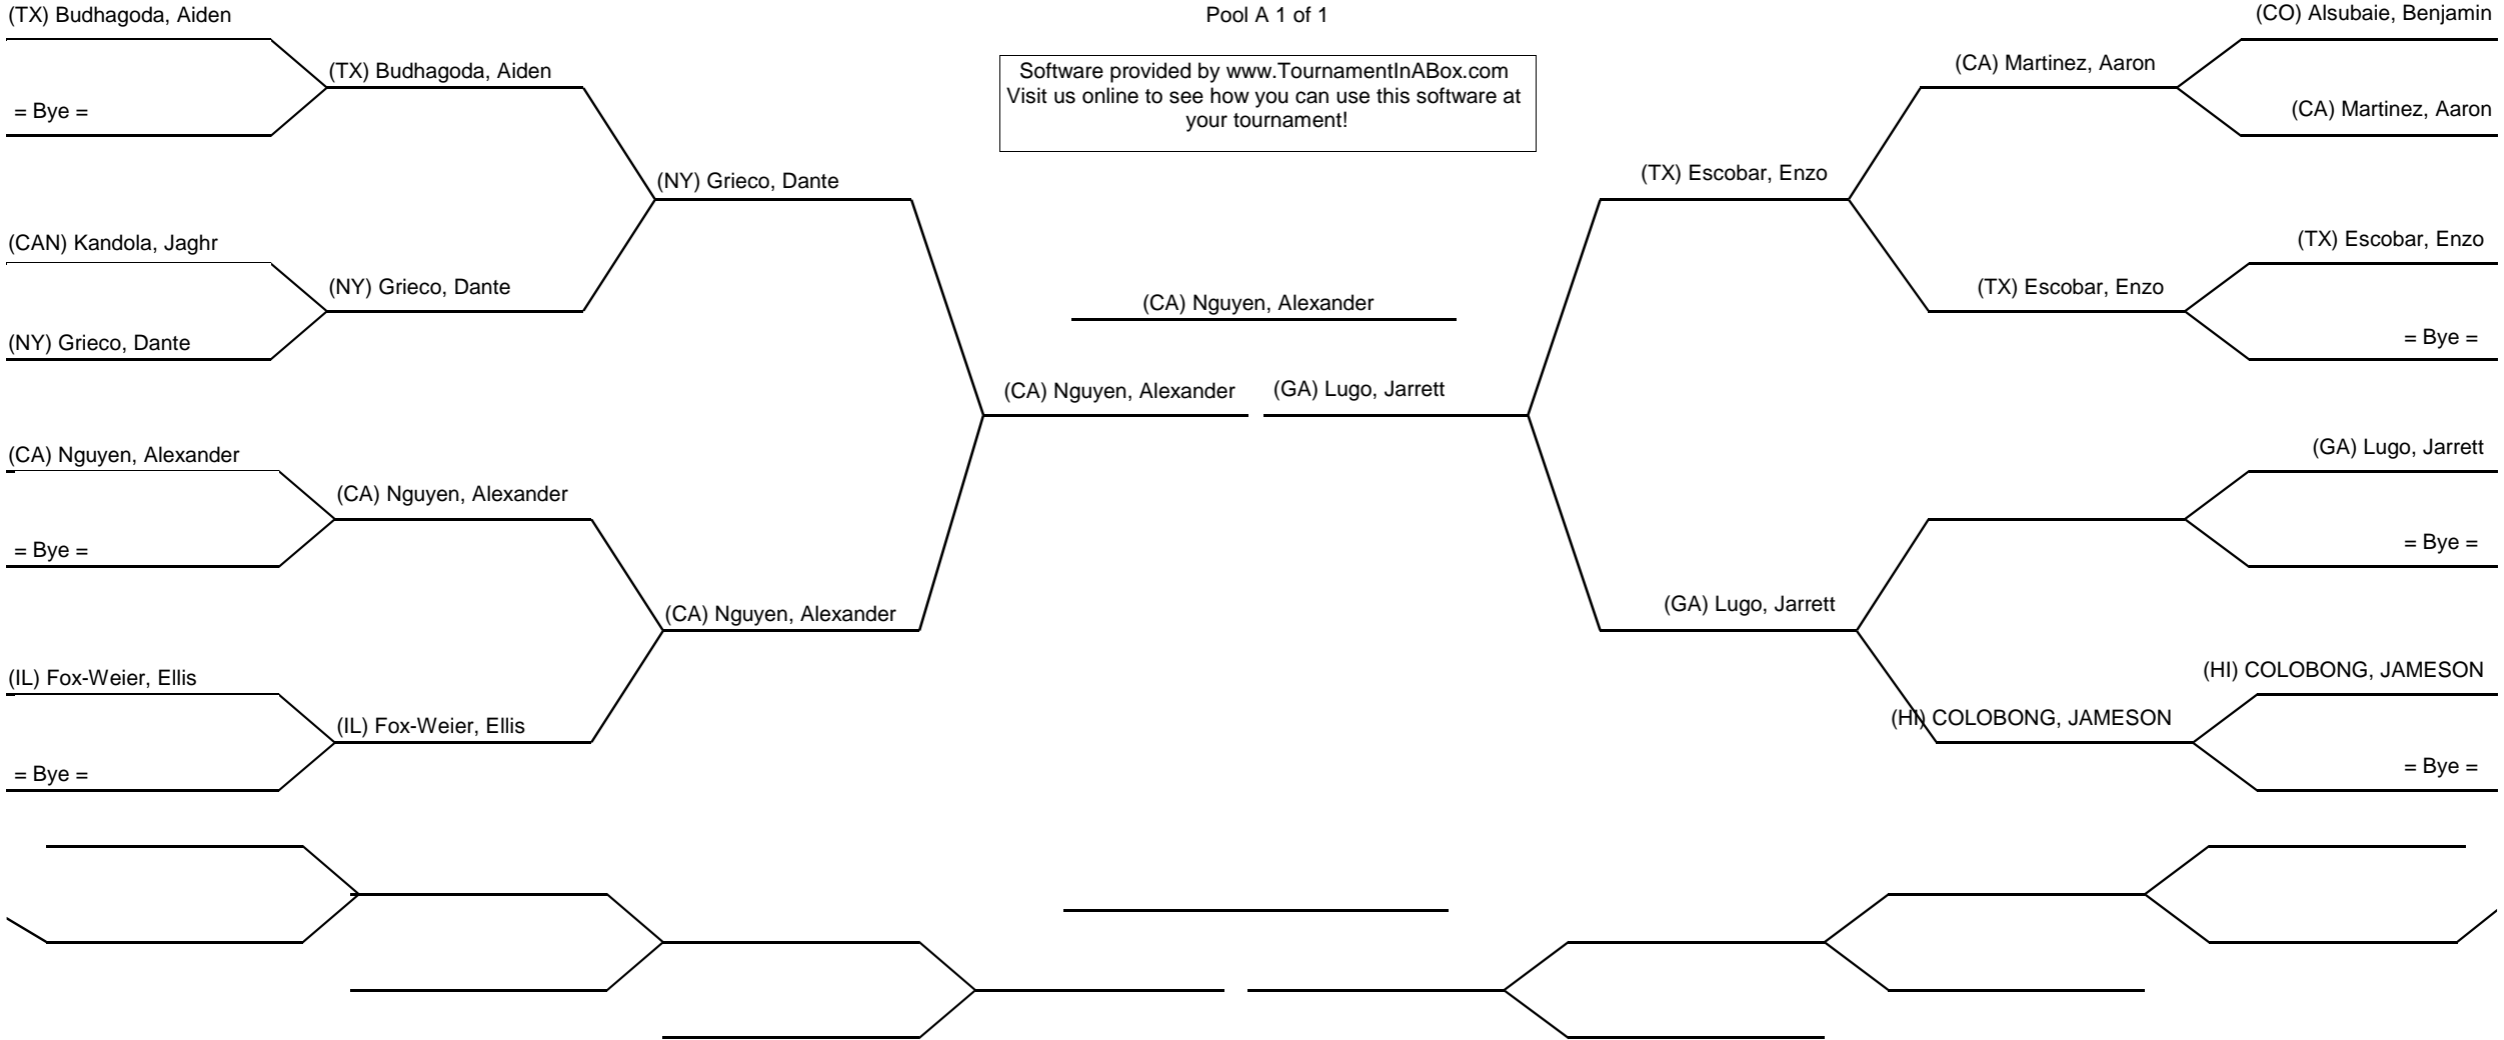 (TX) Budhagoda, Aiden
Pool A 1 of 1
(CO) Alsubaie, Benjamin
(TX) Budhagoda, Aiden
Software provided by www.TournamentInABox.com
Visit us online to see how you can use this software at
your tournament!
(CA) Martinez, Aaron
= Bye =
(CA) Martinez, Aaron
(NY) Grieco, Dante
(TX) Escobar, Enzo
(CAN) Kandola, Jaghr
(TX) Escobar, Enzo
(NY) Grieco, Dante
(CA) Nguyen, Alexander
(TX) Escobar, Enzo
(NY) Grieco, Dante
= Bye =
(CA) Nguyen, Alexander
(GA) Lugo, Jarrett
(CA) Nguyen, Alexander
(GA) Lugo, Jarrett
(CA) Nguyen, Alexander
= Bye =
= Bye =
(CA) Nguyen, Alexander
(GA) Lugo, Jarrett
(IL) Fox-Weier, Ellis
(HI) COLOBONG, JAMESON
(IL) Fox-Weier, Ellis
(HI) COLOBONG, JAMESON
= Bye =
= Bye =